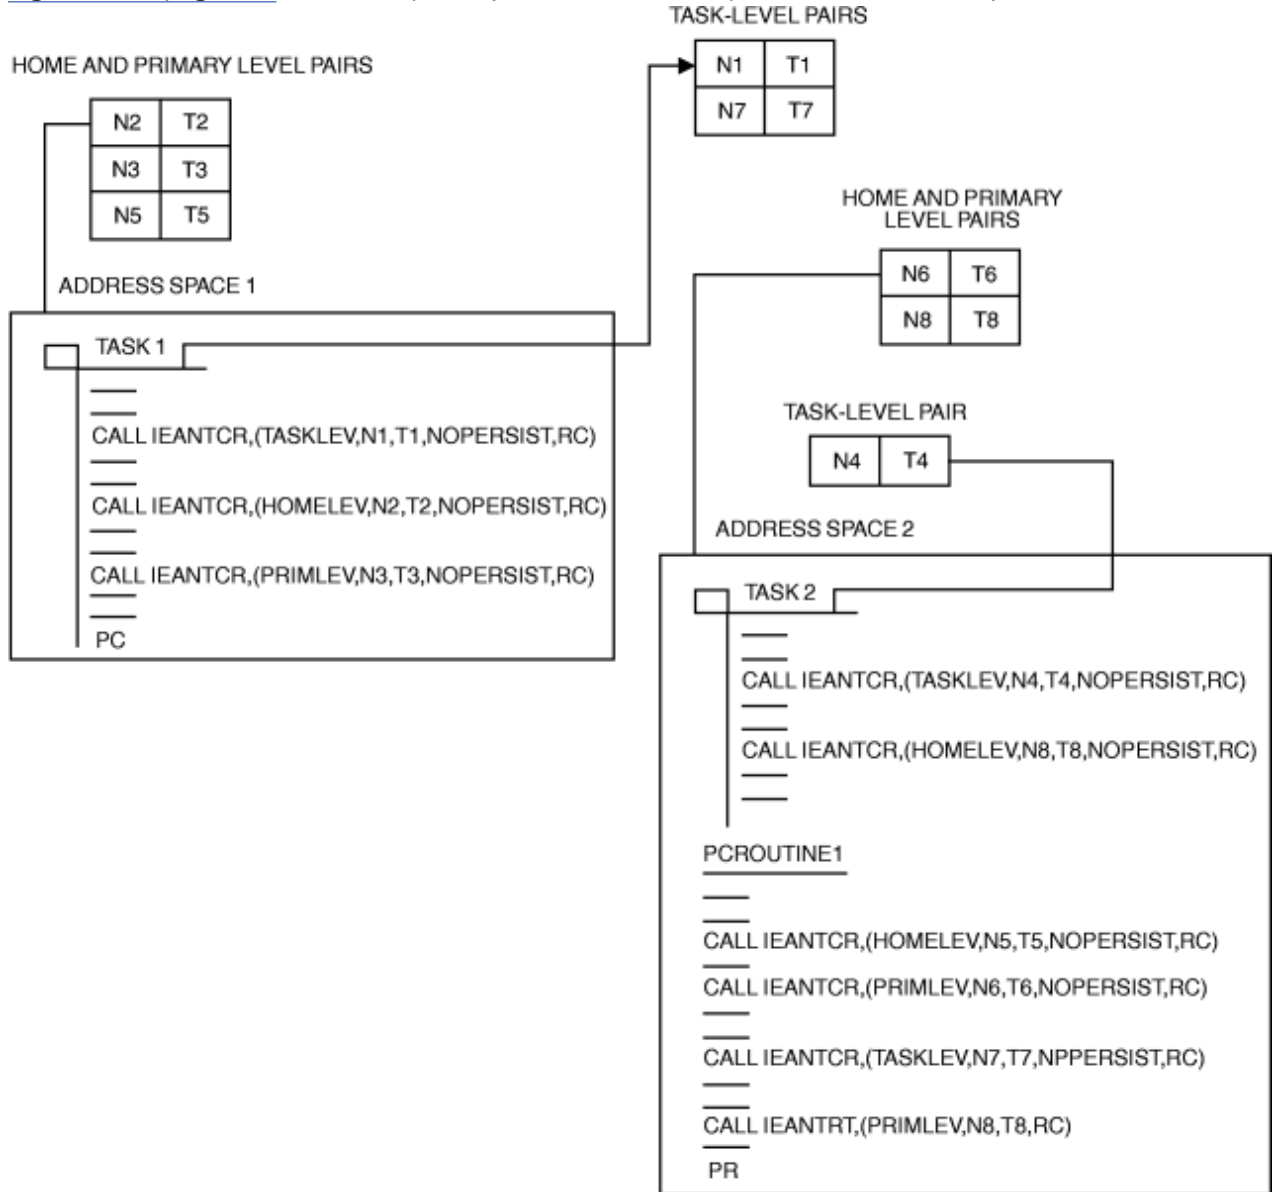 TASK-LEVEL PAIRS
N1 T1
N7 T7
HOME AND PRIMARY LEVEL PAIRS
N2 T2
N3 T3
N5 T5
HOME AND PRIMARY
LEVEL PAIRS
N6 T6
N8 T8
ADDRESS SPACE 1
TASK 1
CALL IEANTCR,(TASKLEV,N1,T1,NOPERSIST,RC)
CALL IEANTCR,(HOMELEV,N2,T2,NOPERSIST,RC)
CALL IEANTCR,(PRIMLEV,N3,T3,NOPERSIST,RC)
PC
TASK-LEVEL PAIR
N4 T4
ADDRESS SPACE 2
TASK 2
CALL IEANTCR,(TASKLEV,N4,T4,NOPERSIST,RC)
CALL IEANTCR,(HOMELEV,N8,T8,NOPERSIST,RC)
PCROUTINE1
CALL IEANTCR,(HOMELEV,N5,T5,NOPERSIST,RC)
CALL IEANTCR,(PRIMLEV,N6,T6,NOPERSIST,RC)
CALL IEANTCR,(TASKLEV,N7,T7,NPPERSIST,RC)
CALL IEANTRT,(PRIMLEV,N8,T8,RC)
PR